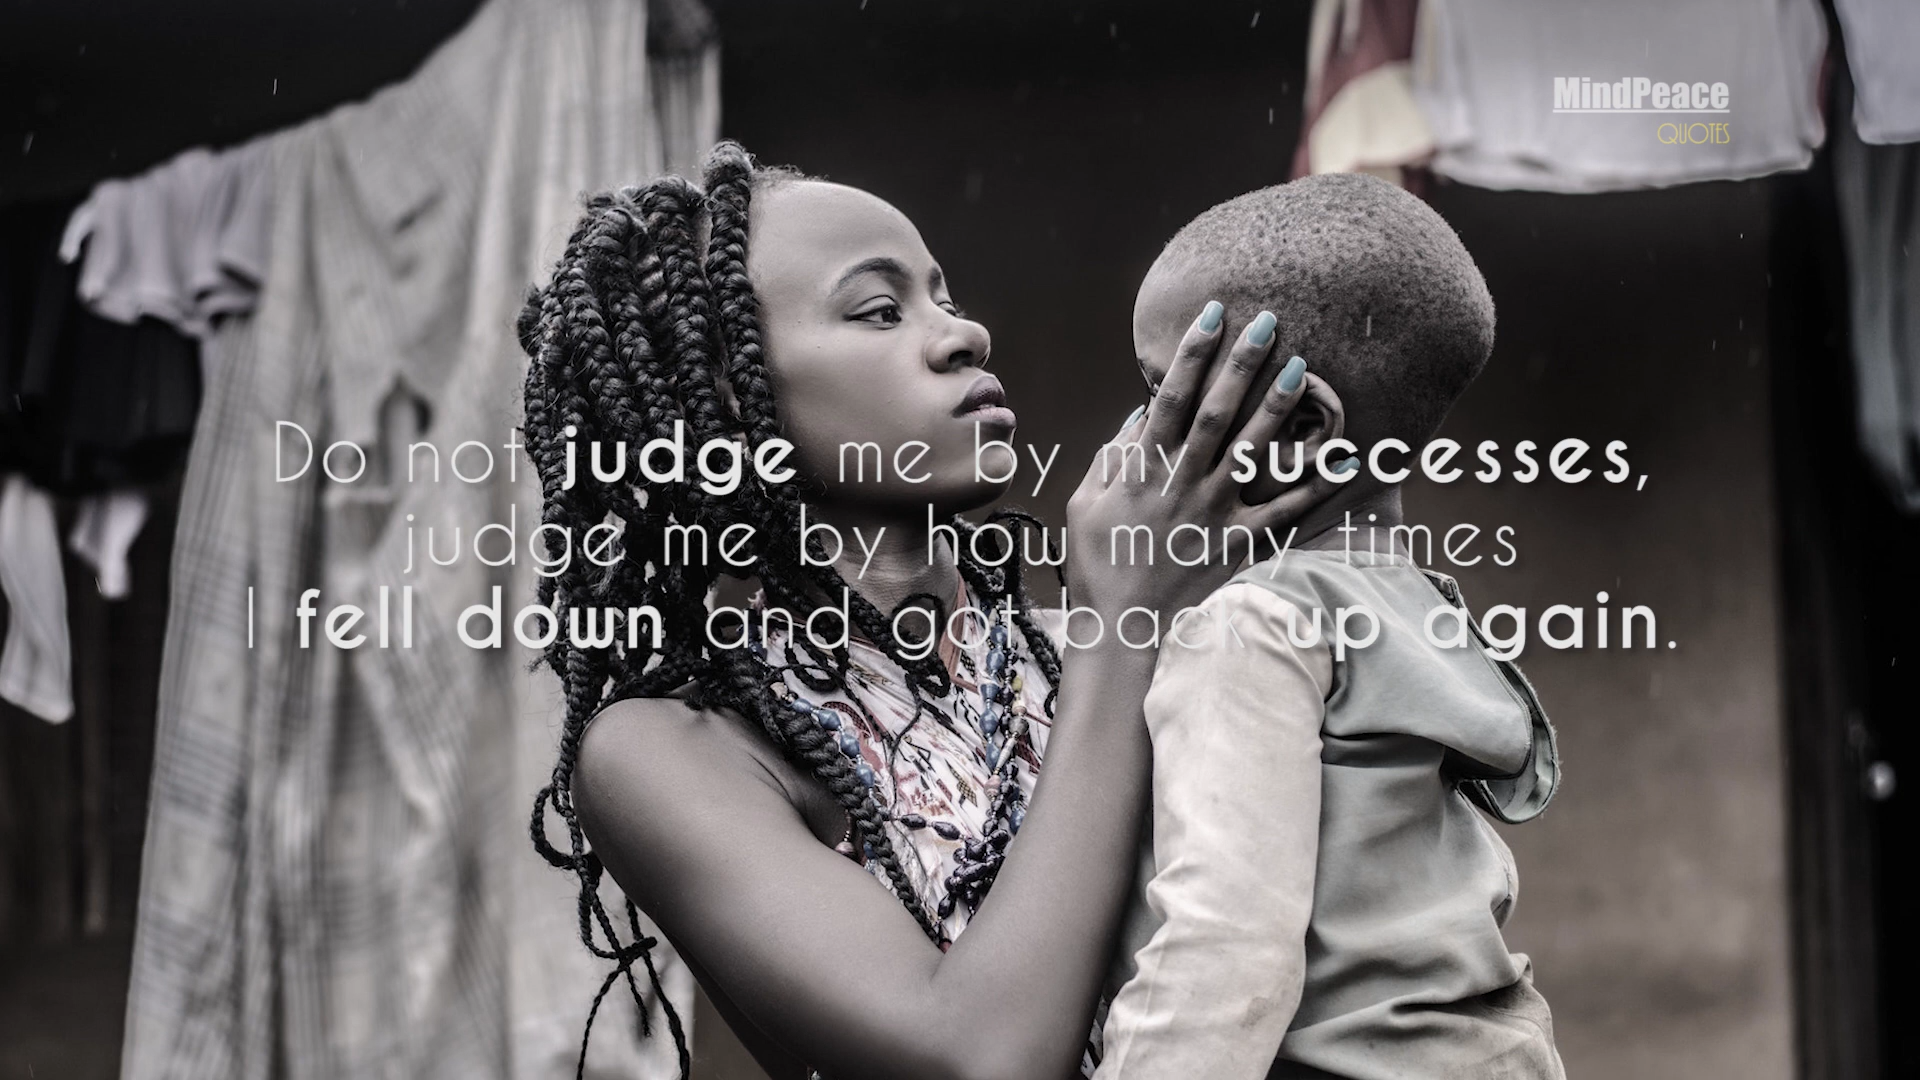 MindPeace
QUOTES
Do not judge me by my successes,
judge me by how many times
I fell down and got back up again.